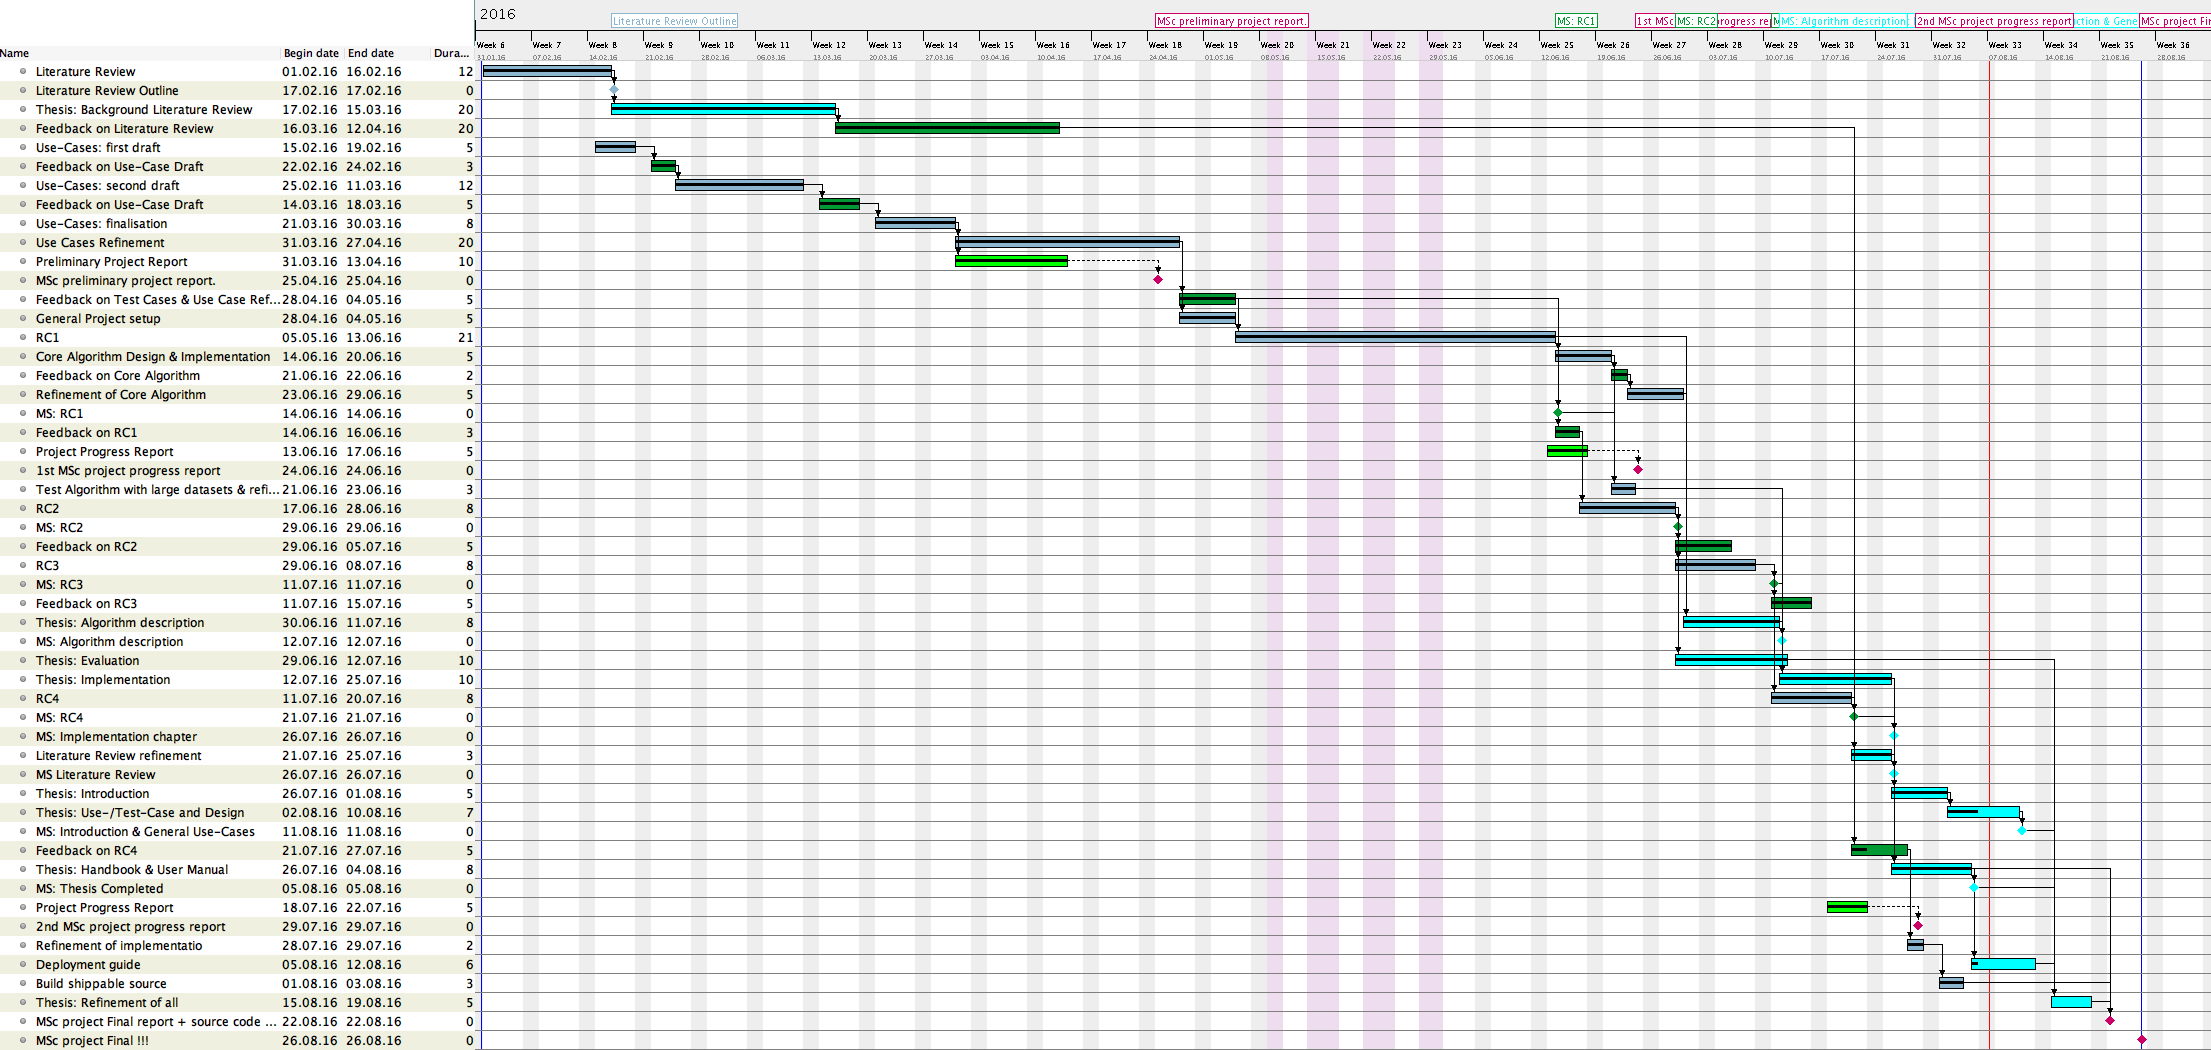 2016
Literature Review Outline
MSc preliminary project report.
MS: RC1
1st MSc
MS: RC2
rogress re
MS: Algorithm description
2nd MSc project progress report
ction & Gene
MSc project Fi
Name Begin date End date Dura...
Week 6 Week 7 Week 8 Week 9 Week 10 Week 11 Week 12 Week 13 Week 14 Week 15 Week 16 Week 17 Week 18 Week 19 Week 20 Week 21 Week 22 Week 23 Week 24 Week 25 Week 26 Week 27 Week 28 Week 29 Week 30 Week 31 Week 32 Week 33 Week 34 Week 35 Week 36
31.01.16 07.02.16 14.02.16 21.02.16 28.02.16 06.03.16 13.03.16 20.03.16 27.03.16 03.04.16 10.04.16 17.04.16 24.04.16 01.05.16 08.05.16 15.05.16 22.05.16 29.05.16 05.06.16 12.06.16 19.06.16 26.06.16 03.07.16 10.07.16 17.07.16 24.07.16 31.07.16 07.08.16 14.08.16 21.08.16 28.08.16
Literature Review 01.02.16 16.02.16 12
Literature Review Outline 17.02.16 17.02.16 0
Thesis: Background Literature Review 17.02.16 15.03.16 20
Feedback on Literature Review 16.03.16 12.04.16 20
Use-Cases: first draft 15.02.16 19.02.16 5
Feedback on Use-Case Draft 22.02.16 24.02.16 3
Use-Cases: second draft 25.02.16 11.03.16 12
Feedback on Use-Case Draft 14.03.16 18.03.16 5
Use-Cases: finalisation 21.03.16 30.03.16 8
Use Cases Refinement 31.03.16 27.04.16 20
Preliminary Project Report 31.03.16 13.04.16 10
MSc preliminary project report. 25.04.16 25.04.16 0
Feedback on Test Cases & Use Case Ref... 28.04.16 04.05.16 5
General Project setup 28.04.16 04.05.16 5
RC1 05.05.16 13.06.16 21
Core Algorithm Design & Implementation 14.06.16 20.06.16 5
Feedback on Core Algorithm 21.06.16 22.06.16 2
Refinement of Core Algorithm 23.06.16 29.06.16 5
MS: RC1 14.06.16 14.06.16 0
Feedback on RC1 14.06.16 16.06.16 3
Project Progress Report 13.06.16 17.06.16 5
1st MSc project progress report 24.06.16 24.06.16 0
Test Algorithm with large datasets & refi... 21.06.16 23.06.16 3
RC2 17.06.16 28.06.16 8
MS: RC2 29.06.16 29.06.16 0
Feedback on RC2 29.06.16 05.07.16 5
RC3 29.06.16 08.07.16 8
MS: RC3 11.07.16 11.07.16 0
Feedback on RC3 11.07.16 15.07.16 5
Thesis: Algorithm description 30.06.16 11.07.16 8
MS: Algorithm description 12.07.16 12.07.16 0
Thesis: Evaluation 29.06.16 12.07.16 10
Thesis: Implementation 12.07.16 25.07.16 10
RC4 11.07.16 20.07.16 8
MS: RC4 21.07.16 21.07.16 0
MS: Implementation chapter 26.07.16 26.07.16 0
Literature Review refinement 21.07.16 25.07.16 3
MS Literature Review 26.07.16 26.07.16 0
Thesis: Introduction 26.07.16 01.08.16 5
Thesis: Use-/Test-Case and Design 02.08.16 10.08.16 7
MS: Introduction & General Use-Cases 11.08.16 11.08.16 0
Feedback on RC4 21.07.16 27.07.16 5
Thesis: Handbook & User Manual 26.07.16 04.08.16 8
MS: Thesis Completed 05.08.16 05.08.16 0
Project Progress Report 18.07.16 22.07.16 5
2nd MSc project progress report 29.07.16 29.07.16 0
Refinement of implementatio 28.07.16 29.07.16 2
Deployment guide 05.08.16 12.08.16 6
Build shippable source 01.08.16 03.08.16 3
Thesis: Refinement of all 15.08.16 19.08.16 5
MSc project Final report + source code ... 22.08.16 22.08.16 0
MSc project Final !!! 26.08.16 26.08.16 0